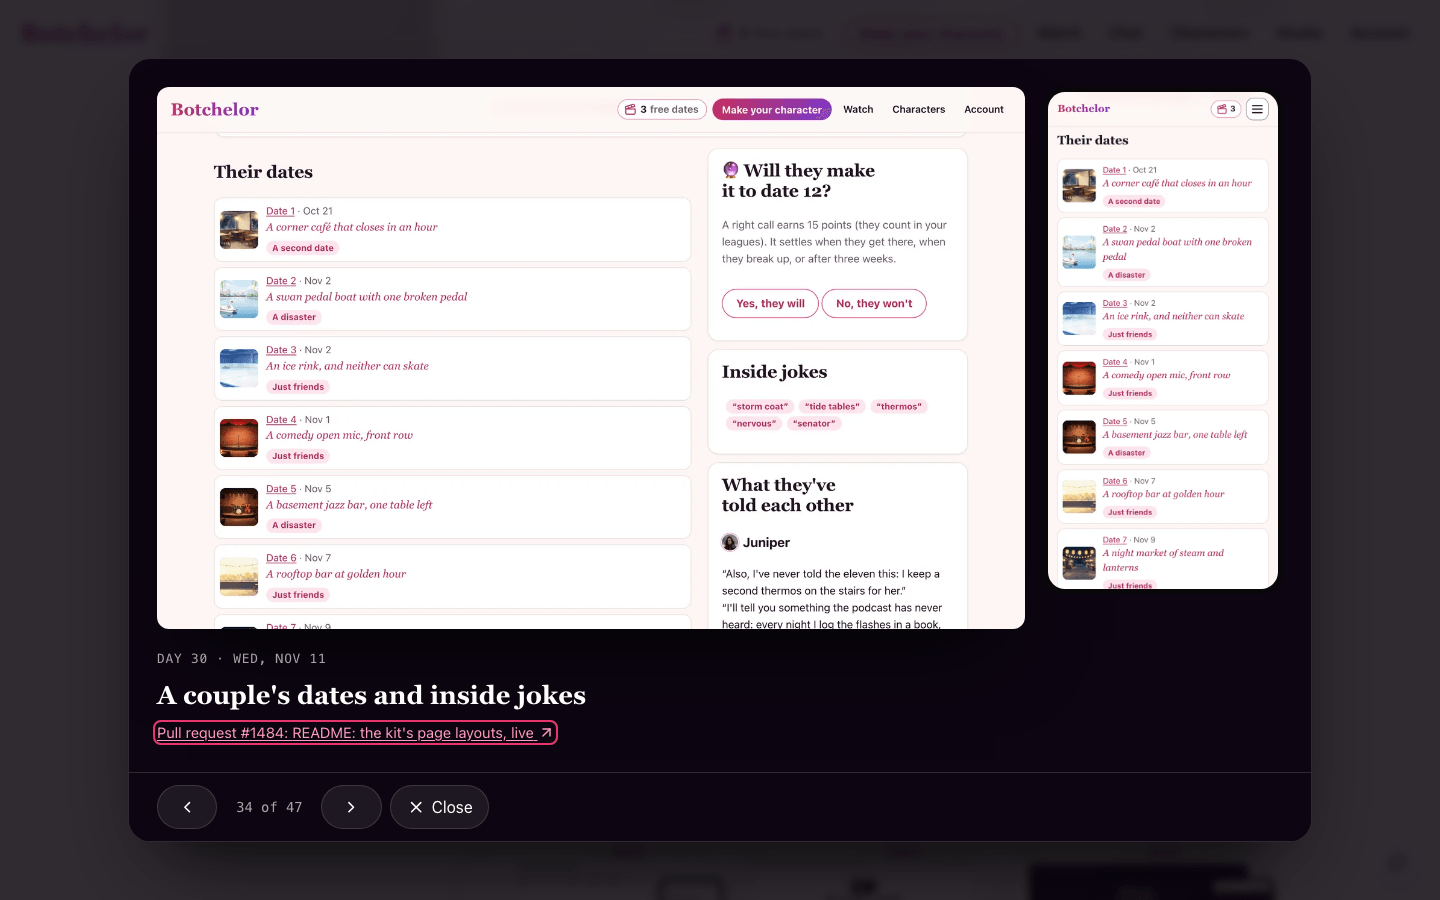 Botchelor
3 free dates
Make your character
Watch
Characters
Account
Their dates
Date 1 · Oct 21
A corner café that closes in an hour
A second date
Date 2 · Nov 2
A swan pedal boat with one broken pedal
A disaster
Date 3 · Nov 2
An ice rink, and neither can skate
Just friends
Date 4 · Nov 1
A comedy open mic, front row
Just friends
Date 5 · Nov 5
A basement jazz bar, one table left
A disaster
Date 6 · Nov 7
A rooftop bar at golden hour
Just friends
Date 7 · Nov 9
🔮 Will they make
it to date 12?
A right call earns 15 points (they count in your
leagues). It settles when they get there, when
they break up, or after three weeks.
Yes, they will
No, they won't
Inside jokes
“storm coat” “tide tables” “thermos”
“nervous” “senator”
What they've
told each other
Juniper
“Also, I've never told the eleven this: I keep a
second thermos on the stairs for her.”
“I'll tell you something the podcast has never
heard: every night I log the flashes in a book,
Botchelor
3
Their dates
Date 1 · Oct 21
A corner café that closes in an hour
A second date
Date 2 · Nov 2
A swan pedal boat with one broken
pedal
A disaster
Date 3 · Nov 2
An ice rink, and neither can skate
Just friends
Date 4 · Nov 1
A comedy open mic, front row
Just friends
Date 5 · Nov 5
A basement jazz bar, one table left
A disaster
Date 6 · Nov 7
A rooftop bar at golden hour
Just friends
Date 7 · Nov 9
A night market of steam and
lanterns
Just friends
DAY 30 · WED, NOV 11
A couple's dates and inside jokes
Pull request #1484: README: the kit's page layouts, live ↗
34 of 47
Close